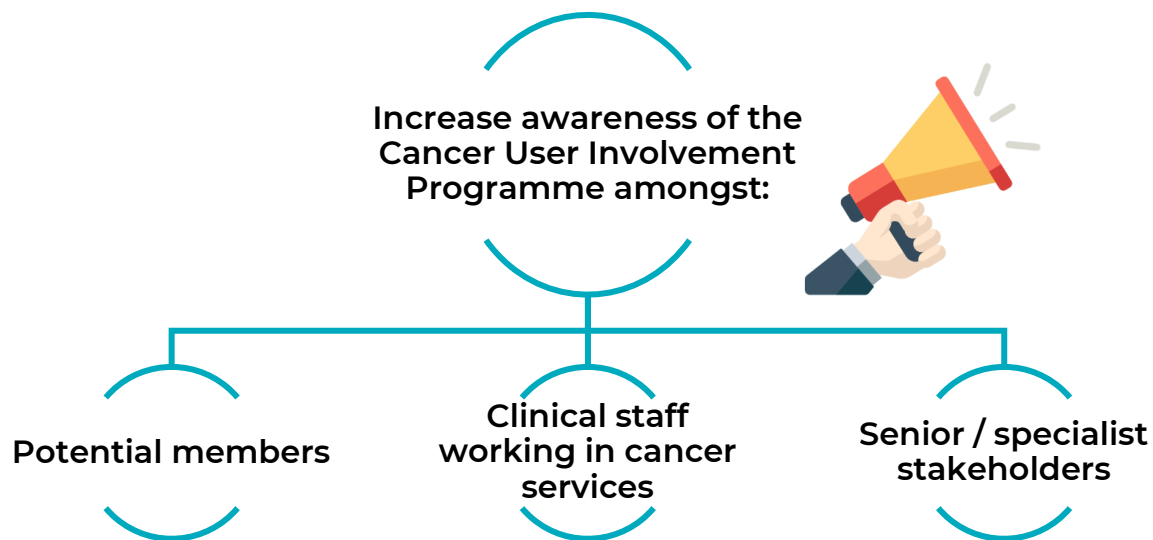 Increase awareness of the
Cancer User Involvement
Programme amongst:
Potential members
Clinical staff
working in cancer
services
Senior / specialist
stakeholders